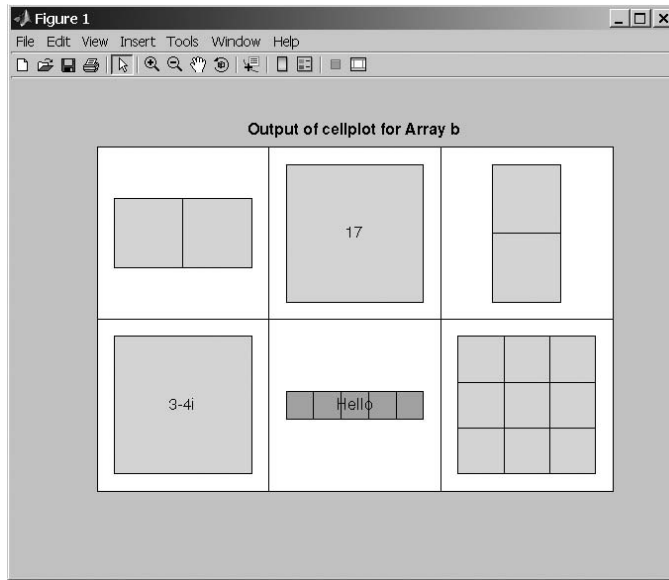 Figure 1
File Edit View Insert Tools Window Help
Output of cellplot for Array b
17
3-4i
Hello